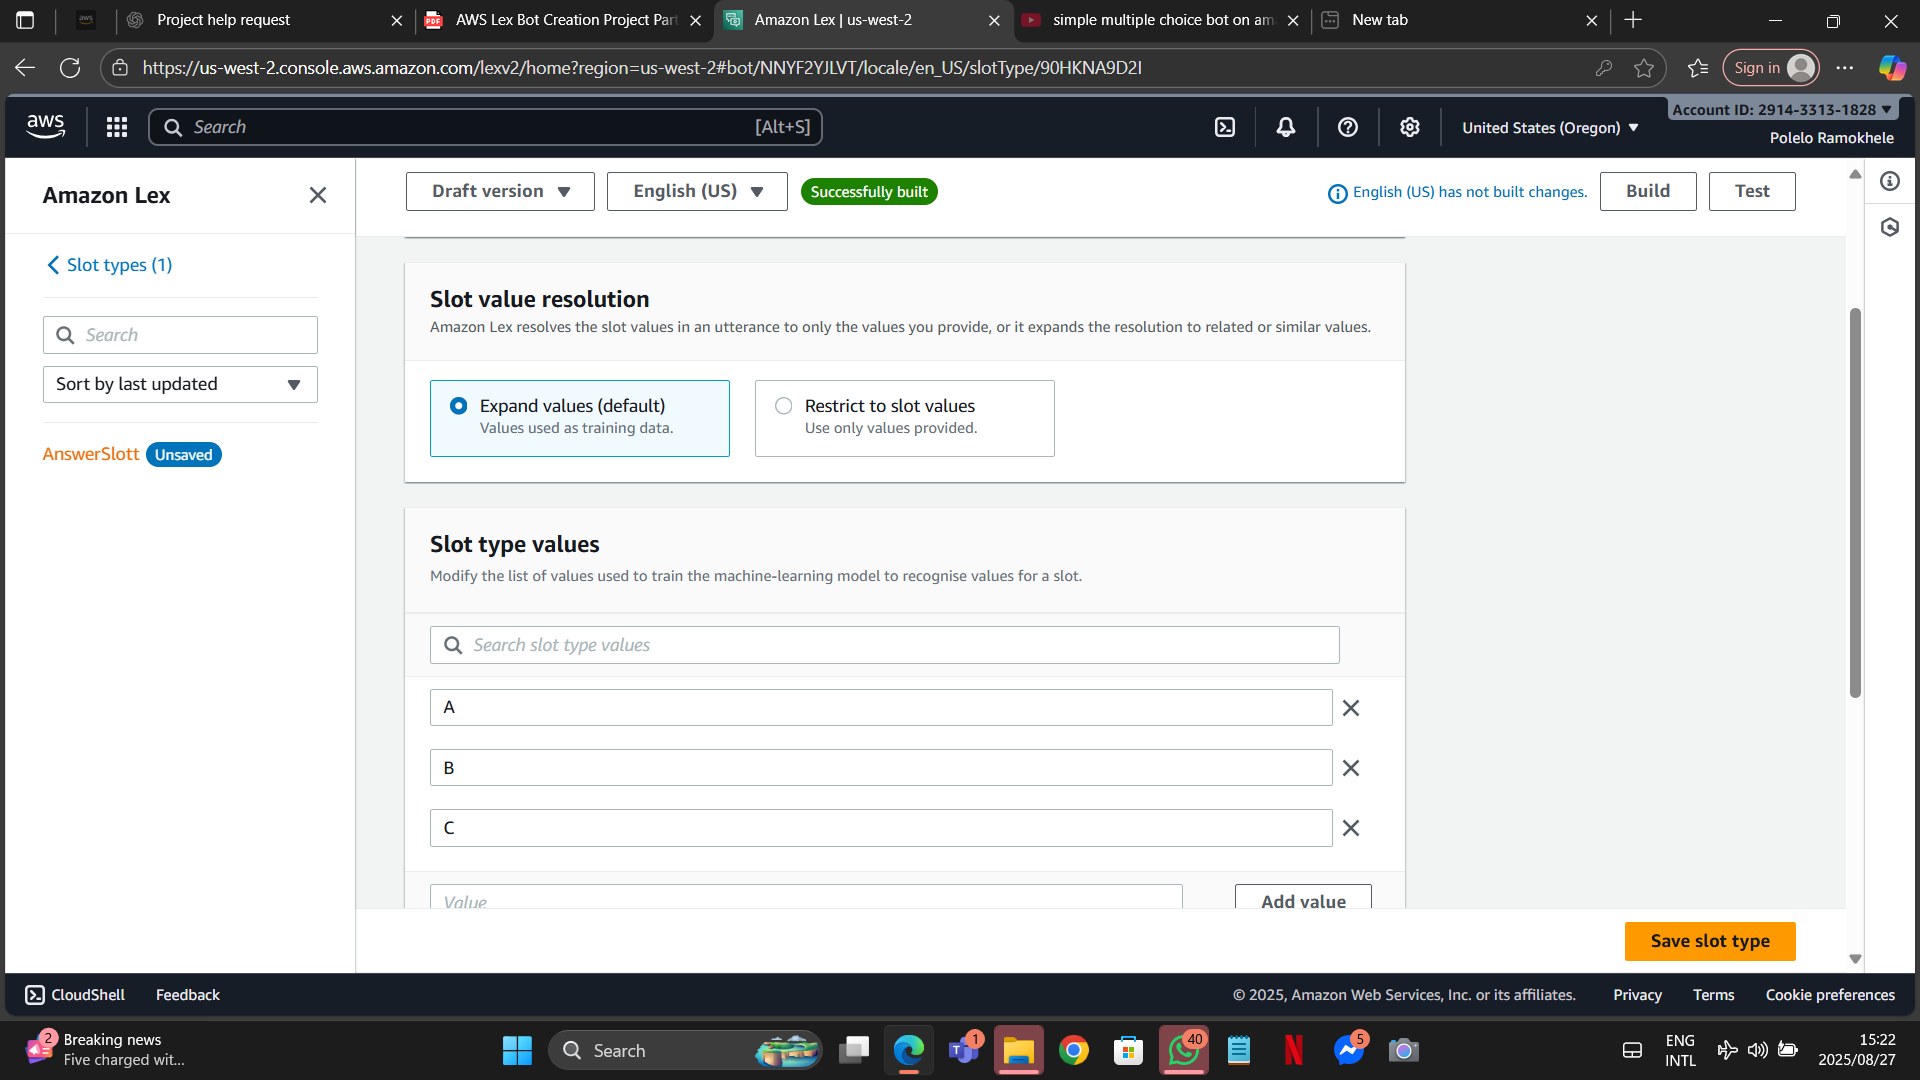 Project help request
AWS Lex Bot Creation Project Part
Amazon Lex | us-west-2
simple multiple choice bot on am
New tab
https://us-west-2.console.aws.amazon.com/lexv2/home?region=us-west-2#bot/NNYF2YJLVT/locale/en_US/slotType/90HKNA9D2I
Sign in
aws
Search
[Alt+S]
United States (Oregon)
Account ID: 2914-3313-1828
Polelo Ramokhele
Amazon Lex
Slot types (1)
Search
Sort by last updated
AnswerSlott
Unsaved
Draft version
English (US)
Successfully built
English (US) has not built changes.
Build
Test
Slot value resolution
Amazon Lex resolves the slot values in an utterance to only the values you provide, or it expands the resolution to related or similar values.
Expand values (default)
Values used as training data.
Restrict to slot values
Use only values provided.
Slot type values
Modify the list of values used to train the machine-learning model to recognise values for a slot.
Search slot type values
A
B
C
Value
Add value
Save slot type
CloudShell
Feedback
© 2025, Amazon Web Services, Inc. or its affiliates.
Privacy
Terms
Cookie preferences
2
Breaking news
Five charged wit...
Search
1
40
5
ENG
INTL
15:22
2025/08/27